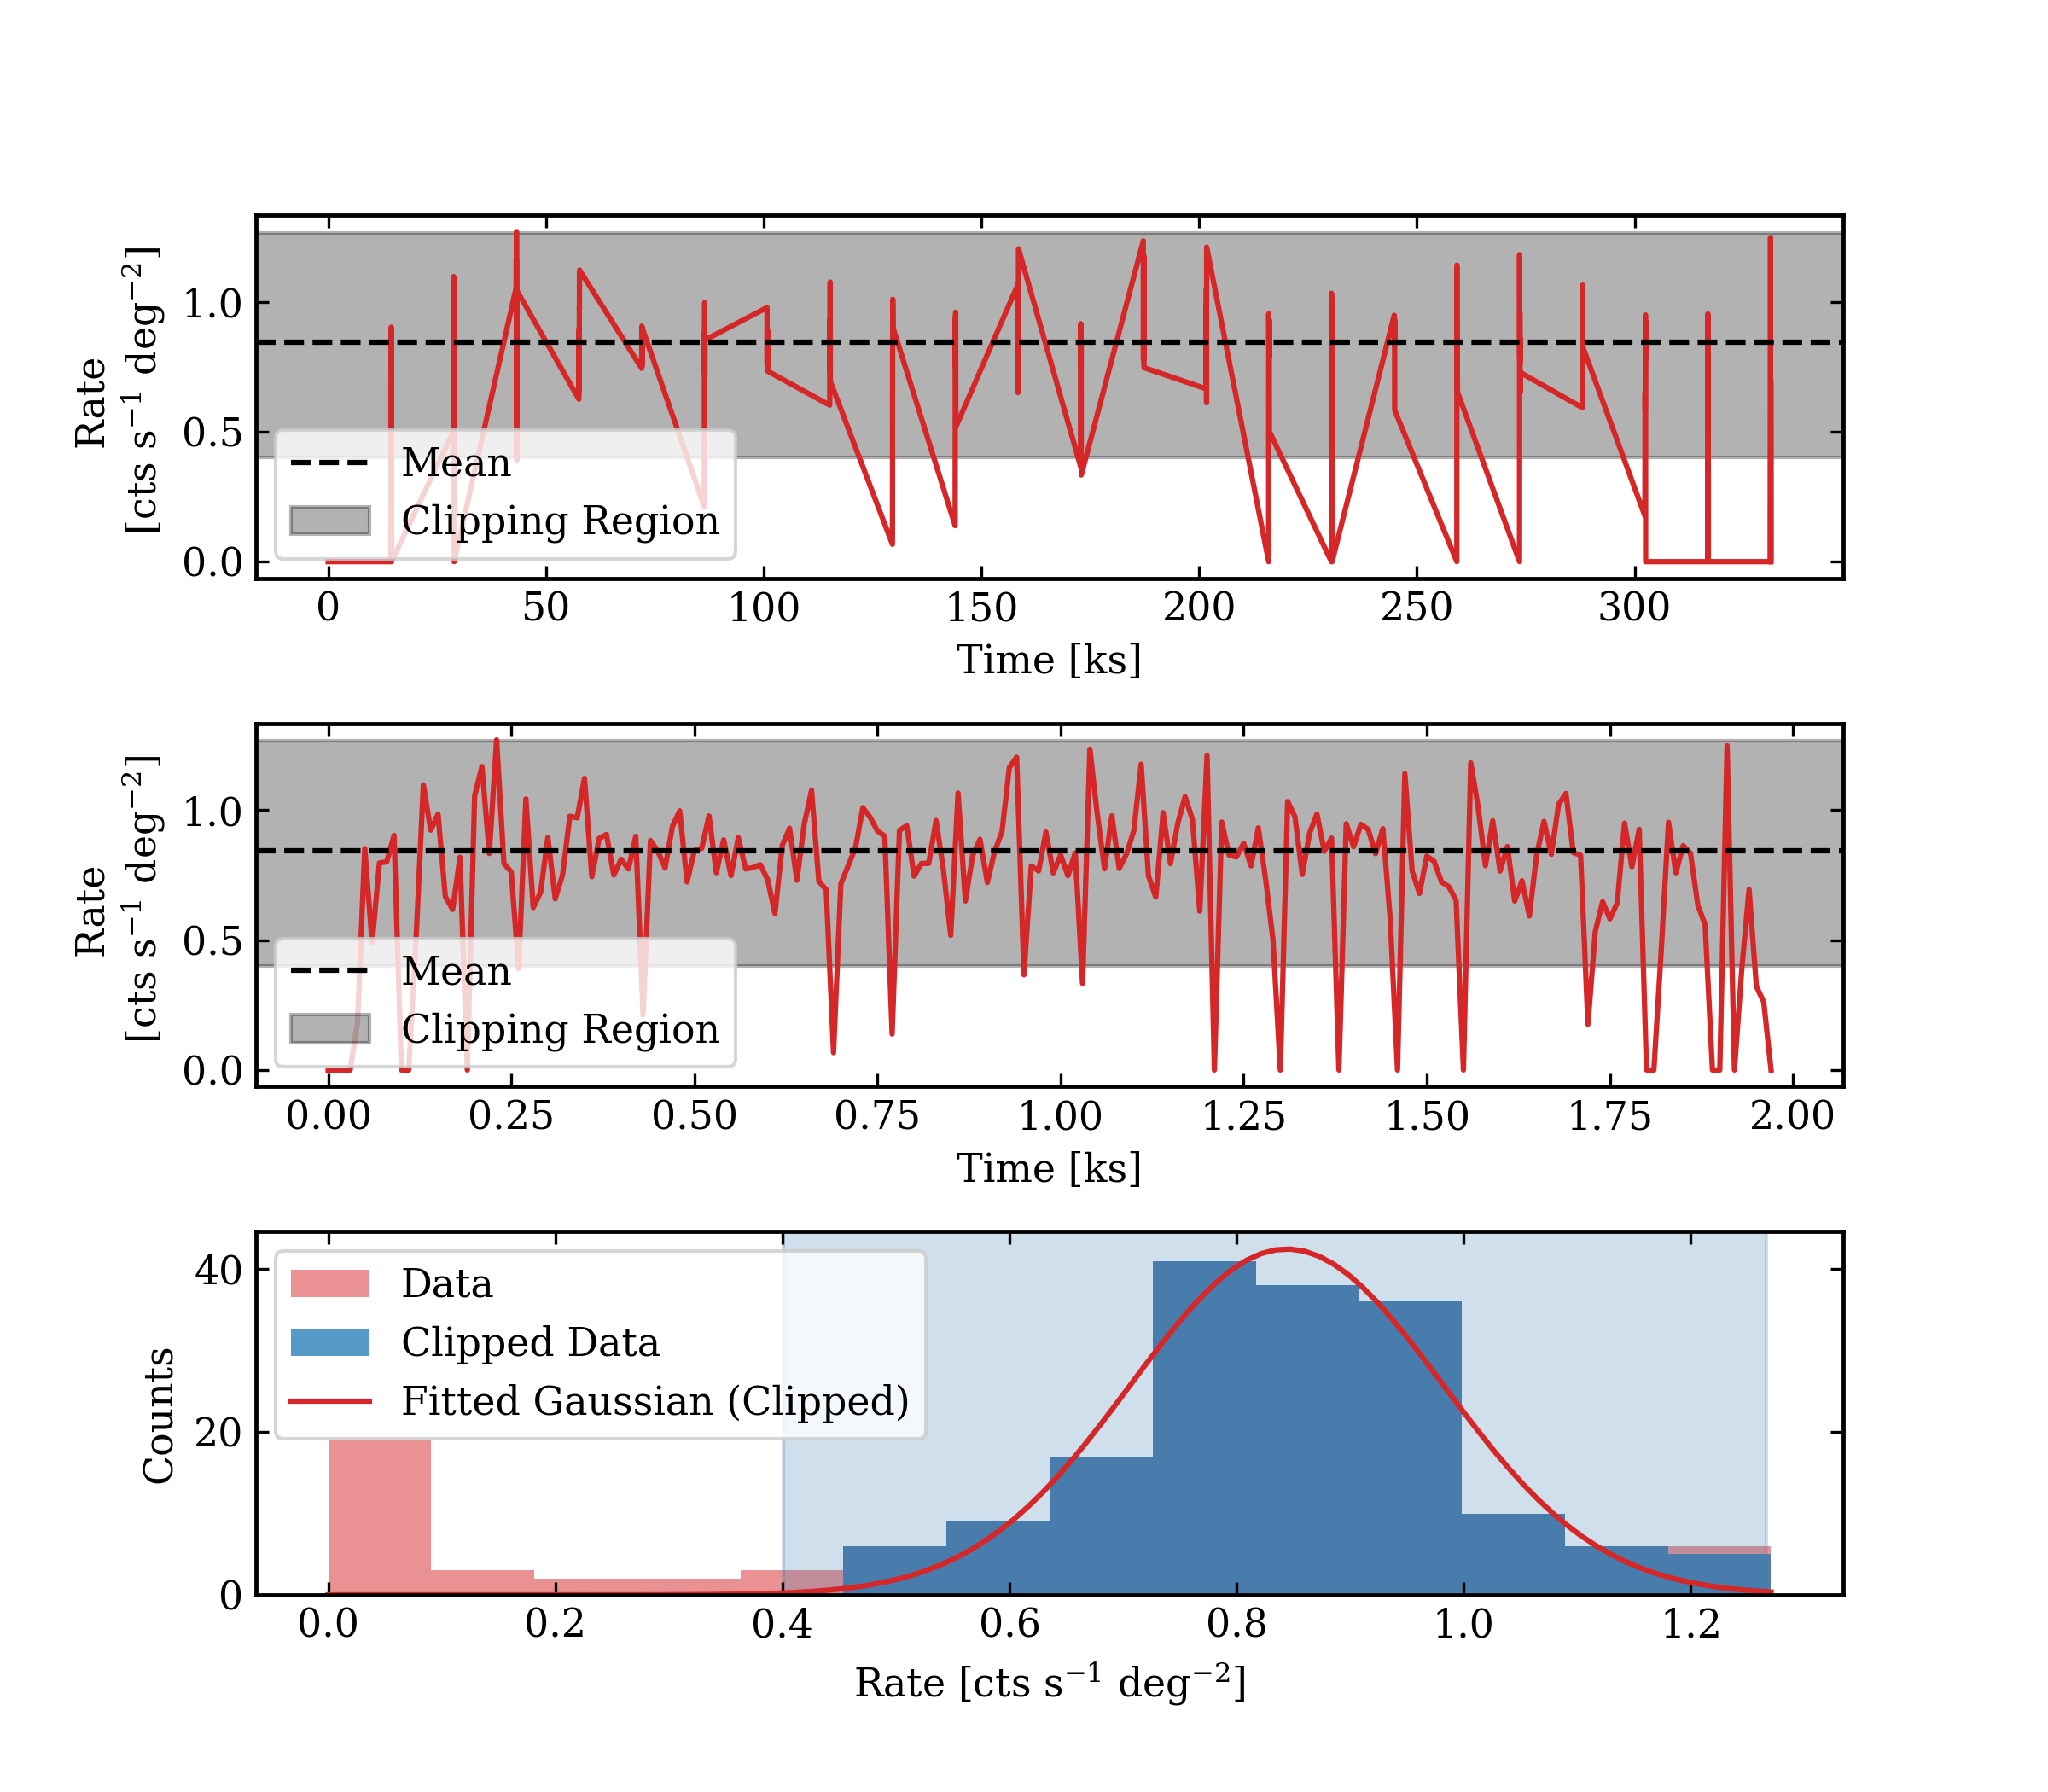 Rate
[cts s⁻¹ deg⁻²]
1.0
0.5
0.0
Mean
Clipping Region
0 50 100 150 200 250 300
Time [ks]
Rate
[cts s⁻¹ deg⁻²]
1.0
0.5
0.0
Mean
Clipping Region
0.00 0.25 0.50 0.75 1.00 1.25 1.50 1.75 2.00
Time [ks]
Counts
40
20
0
Data
Clipped Data
Fitted Gaussian (Clipped)
0.0 0.2 0.4 0.6 0.8 1.0 1.2
Rate [cts s⁻¹ deg⁻²]